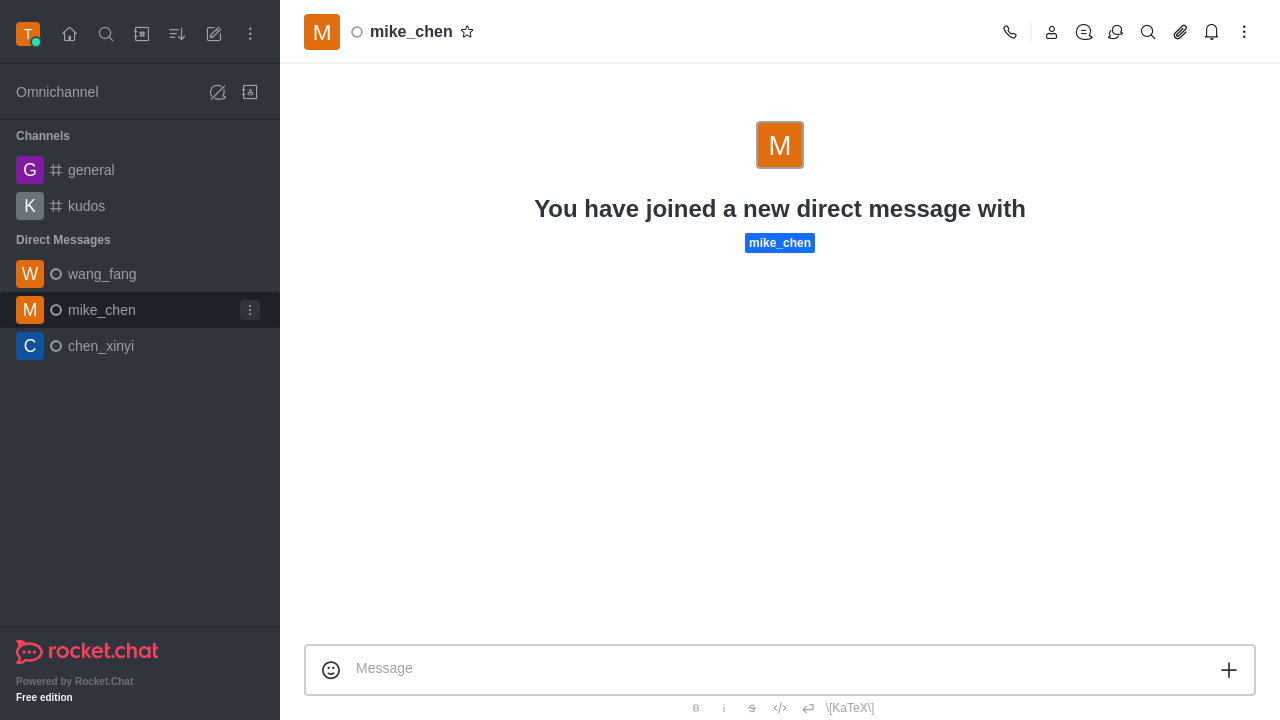 T
Omnichannel
Channels
G general
K kudos
Direct Messages
W wang_fang
M mike_chen
C chen_xinyi
rocket.chat
Powered by Rocket.Chat
Free edition
M mike_chen
M
You have joined a new direct message with
mike_chen
Message
B i S \[KaTeX\]